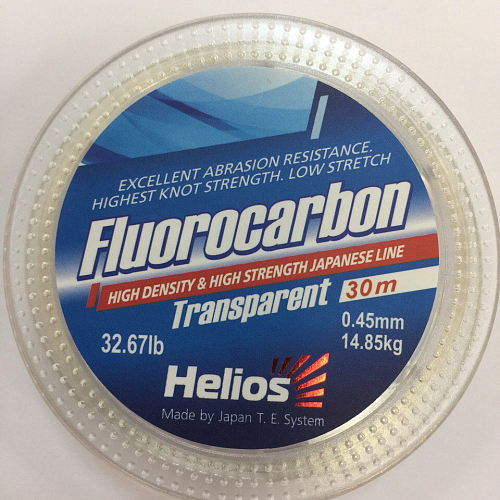 EXCELLENT ABRASION RESISTANCE.
HIGHEST KNOT STRENGTH. LOW STRETCH
Fluorocarbon
HIGH DENSITY & HIGH STRENGTH JAPANESE LINE
Transparent 30m
32.67lb
0.45mm
14.85kg
Helios
Made by Japan T. E. System